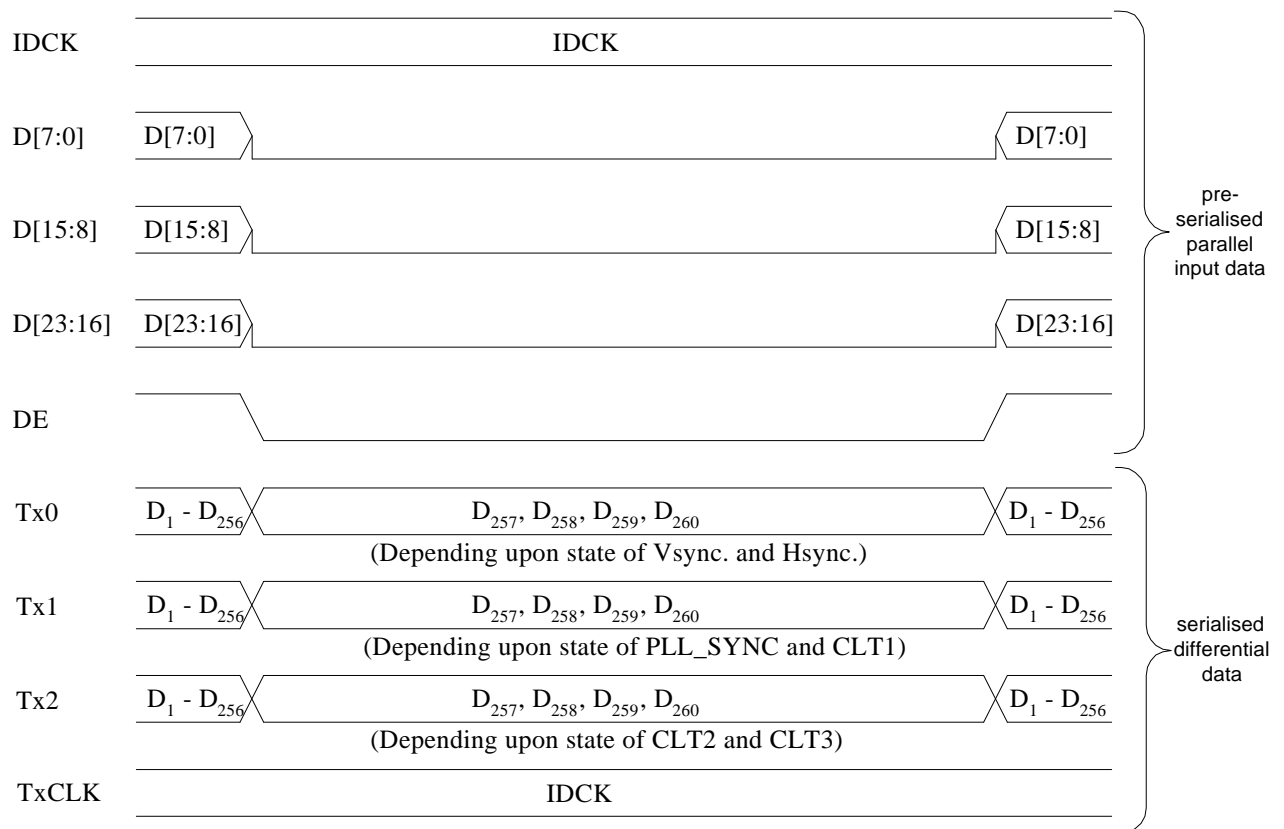 IDCK IDCK
D[7:0] D[7:0] D[7:0]
D[15:8] D[15:8] D[15:8]
D[23:16] D[23:16] D[23:16]
DE
pre-
serialised
parallel
input data
Tx0 D1 - D256 D257, D258, D259, D260 D1 - D256
(Depending upon state of Vsync. and Hsync.)
Tx1 D1 - D256 D257, D258, D259, D260 D1 - D256
(Depending upon state of PLL_SYNC and CLT1)
Tx2 D1 - D256 D257, D258, D259, D260 D1 - D256
(Depending upon state of CLT2 and CLT3)
TxCLK IDCK
serialised
differential
data